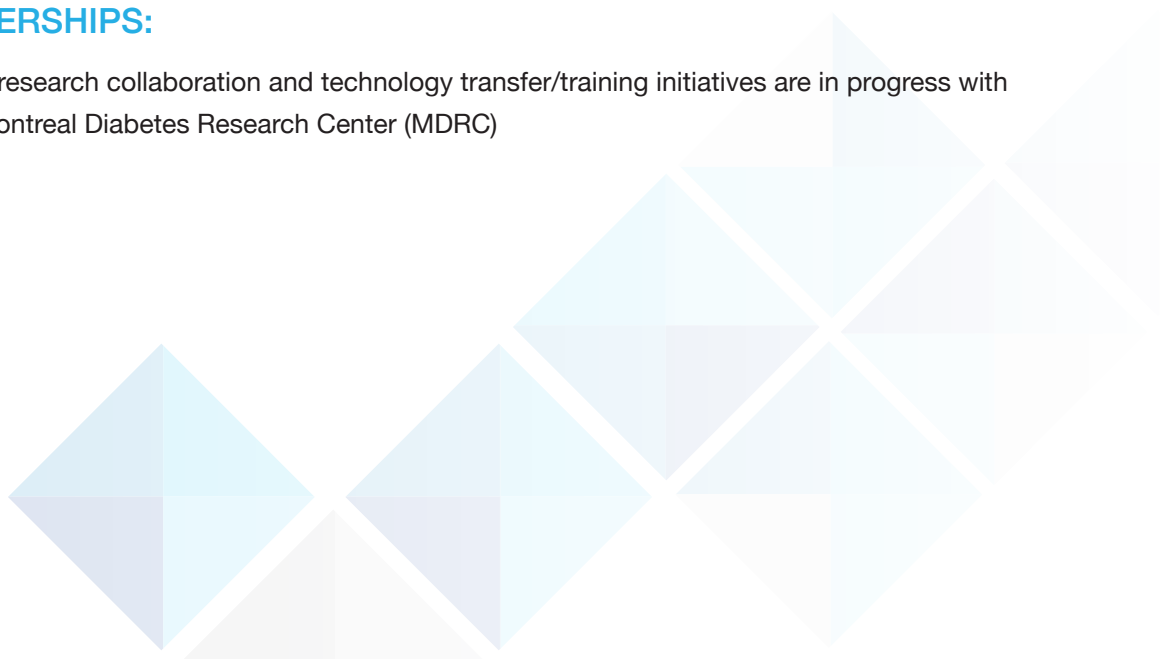 ERSHIPS:
research collaboration and technology transfer/training initiatives are in progress with
ontreal Diabetes Research Center (MDRC)